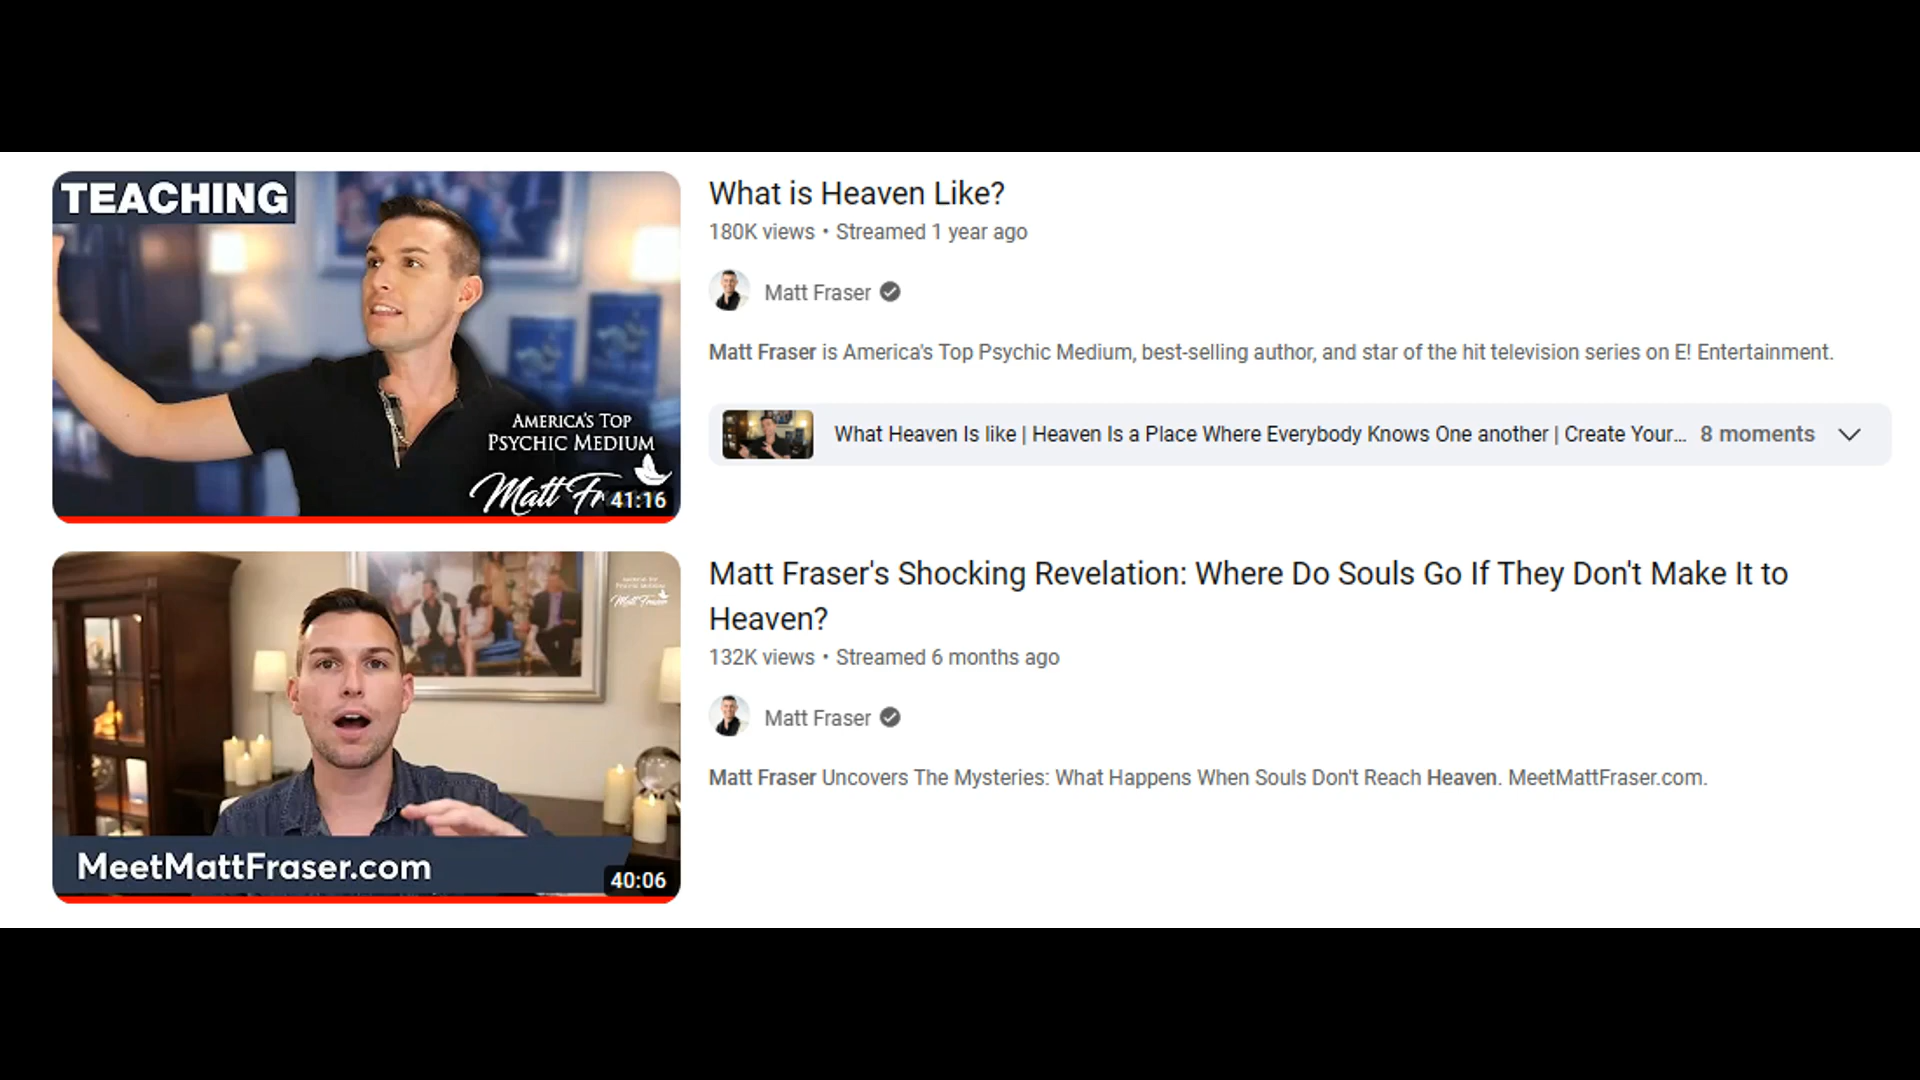 TEACHING
AMERICA'S TOP
PSYCHIC MEDIUM
Matt Fr
41:16
What is Heaven Like?
180K views • Streamed 1 year ago
Matt Fraser
Matt Fraser is America's Top Psychic Medium, best-selling author, and star of the hit television series on E! Entertainment.
What Heaven Is like | Heaven Is a Place Where Everybody Knows One another | Create Your... 8 moments
Matt Fraser
MeetMattFraser.com
40:06
Matt Fraser's Shocking Revelation: Where Do Souls Go If They Don't Make It to
Heaven?
132K views • Streamed 6 months ago
Matt Fraser
Matt Fraser Uncovers The Mysteries: What Happens When Souls Don't Reach Heaven. MeetMattFraser.com.